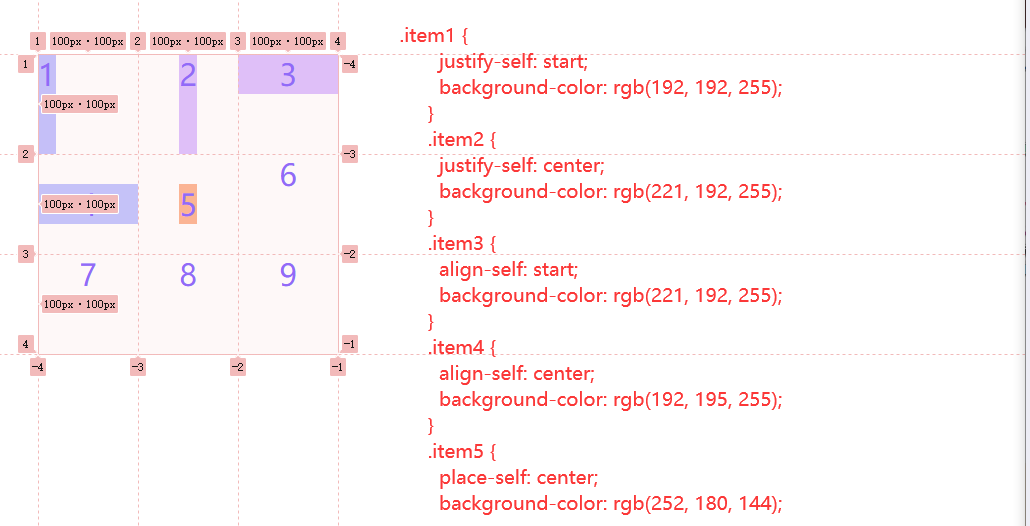 1 100px·100px 2 100px·100px 3 100px·100px 4
.item1 {
1 -4
justify-self: start;
1 2 3
background-color: rgb(192, 192, 255);
100px·100px
}
.item2 {
2 -3
justify-self: center;
6
background-color: rgb(221, 192, 255);
100px·100px 5
}
.item3 {
3 -2
align-self: start;
7 8 9
background-color: rgb(221, 192, 255);
100px·100px
}
.item4 {
4 -1
-4 -3 -2 -1
align-self: center;
background-color: rgb(192, 195, 255);
}
.item5 {
place-self: center;
background-color: rgb(252, 180, 144);